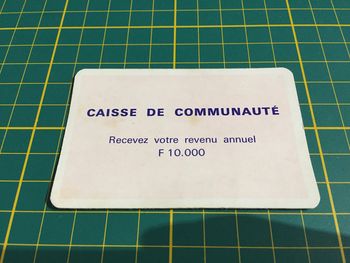 CAISSE DE COMMUNAUTÉ
Recevez votre revenu annuel
F 10.000